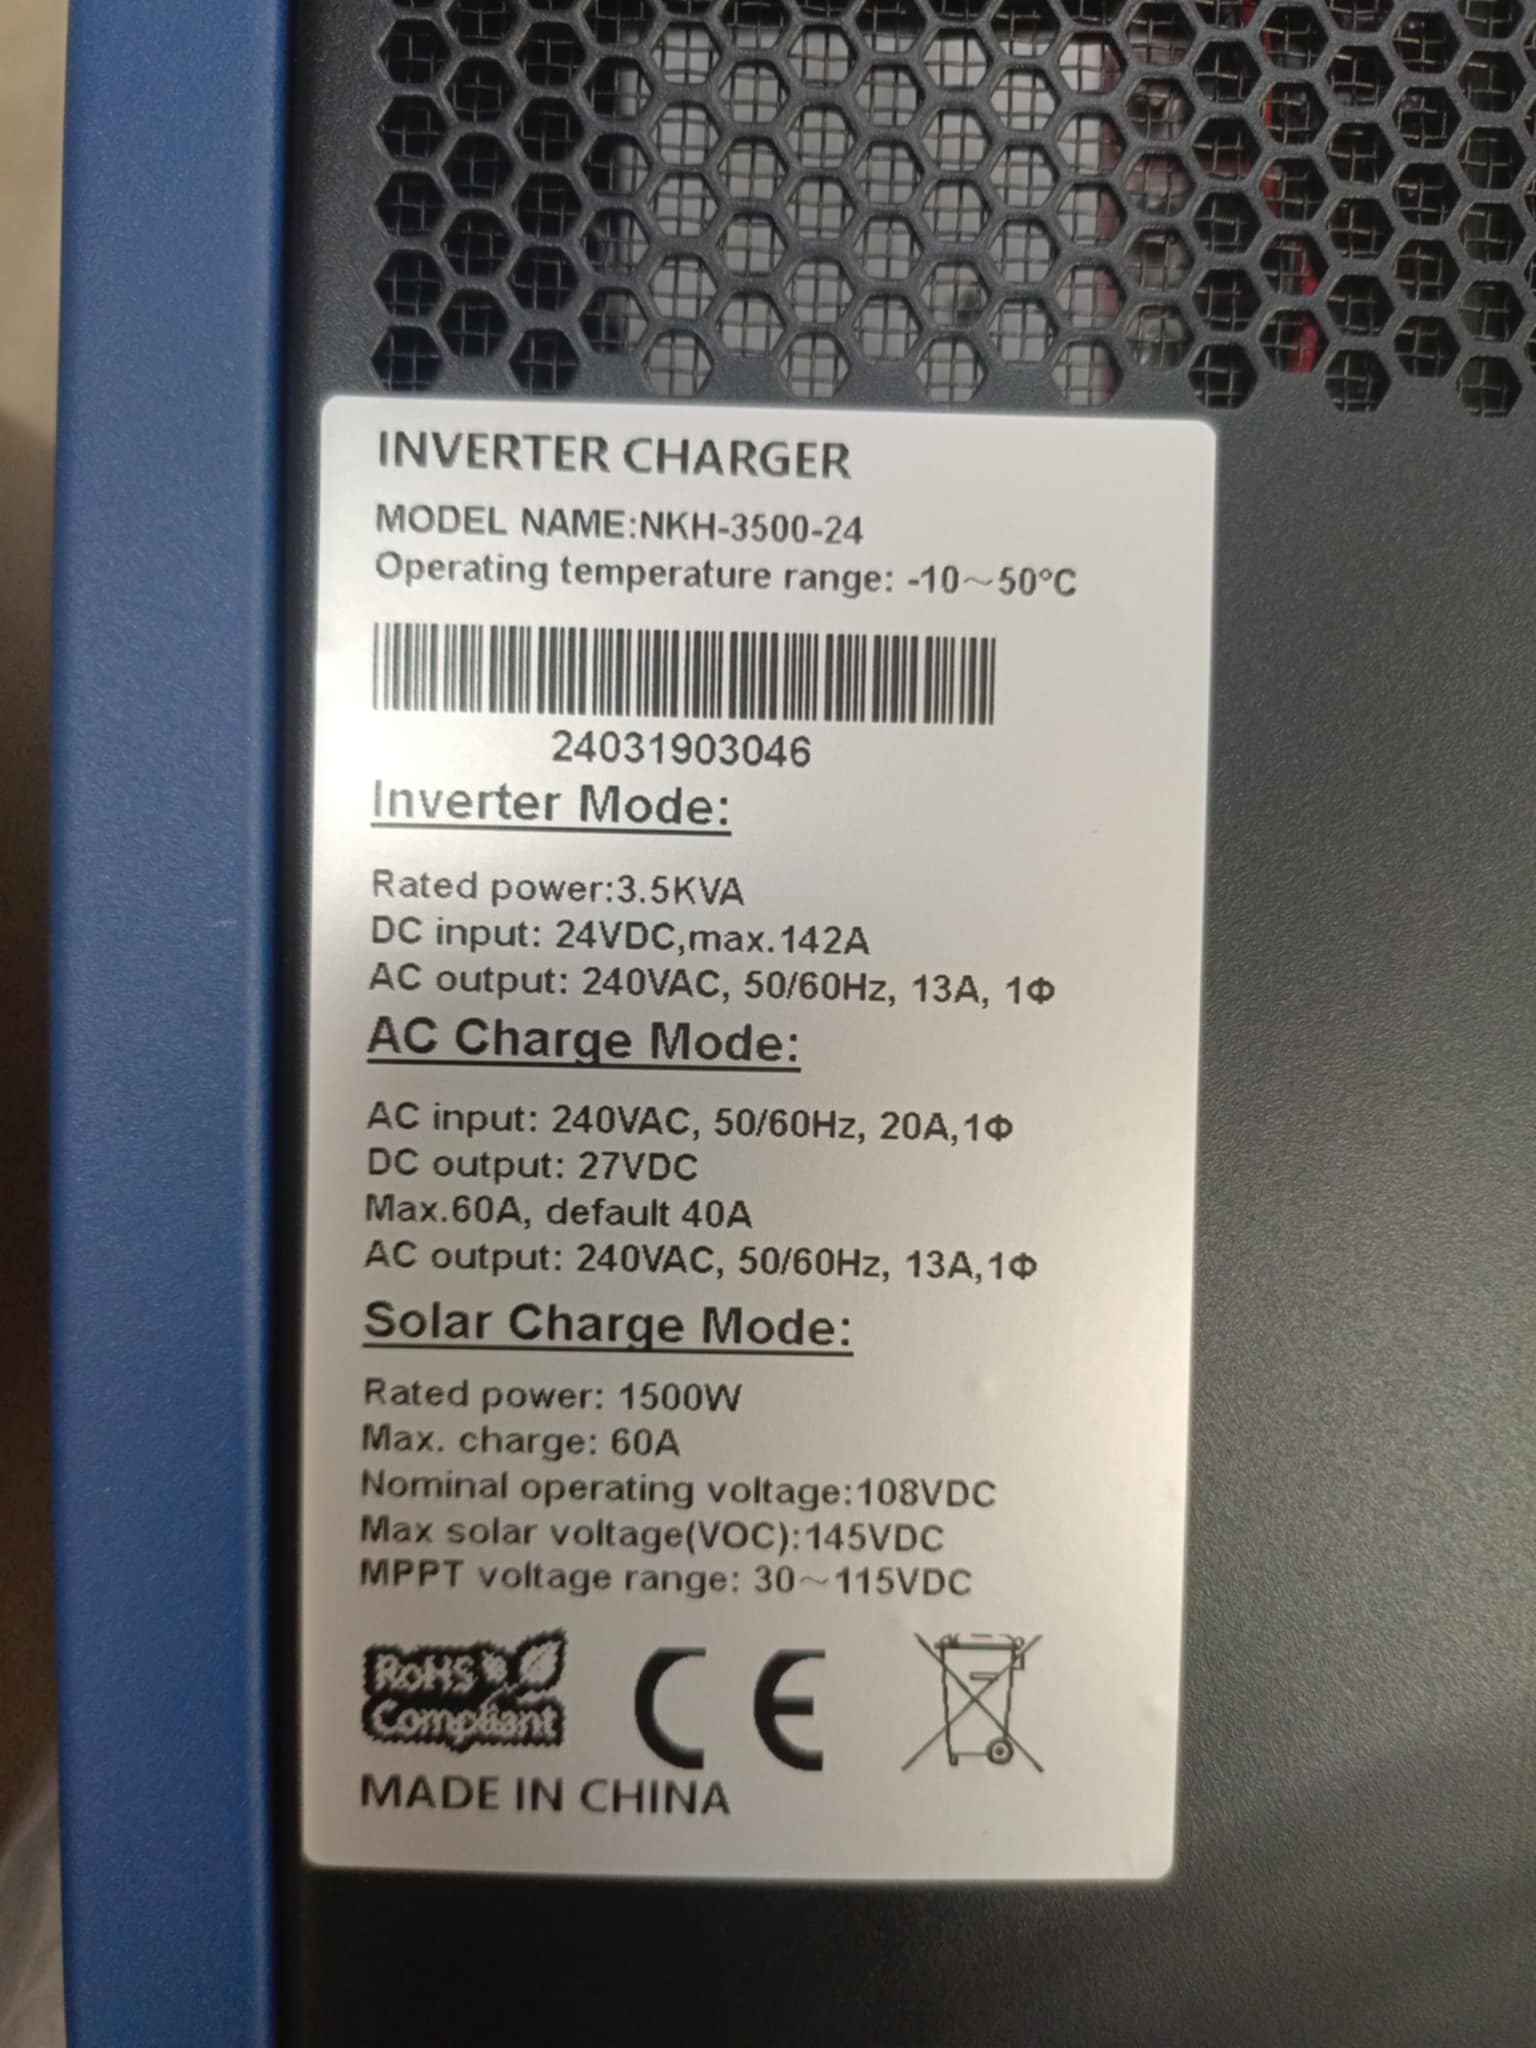 INVERTER CHARGER
MODEL NAME:NKH-3500-24
Operating temperature range: -10～50℃
24031903046
Inverter Mode:
Rated power:3.5KVA
DC input: 24VDC,max.142A
AC output: 240VAC, 50/60Hz, 13A, 1Φ
AC Charge Mode:
AC input: 240VAC, 50/60Hz, 20A,1Φ
DC output: 27VDC
Max.60A, default 40A
AC output: 240VAC, 50/60Hz, 13A,1Φ
Solar Charge Mode:
Rated power: 1500W
Max. charge: 60A
Nominal operating voltage:108VDC
Max solar voltage(VOC):145VDC
MPPT voltage range: 30～115VDC
RoHS
Compliant
CE
MADE IN CHINA